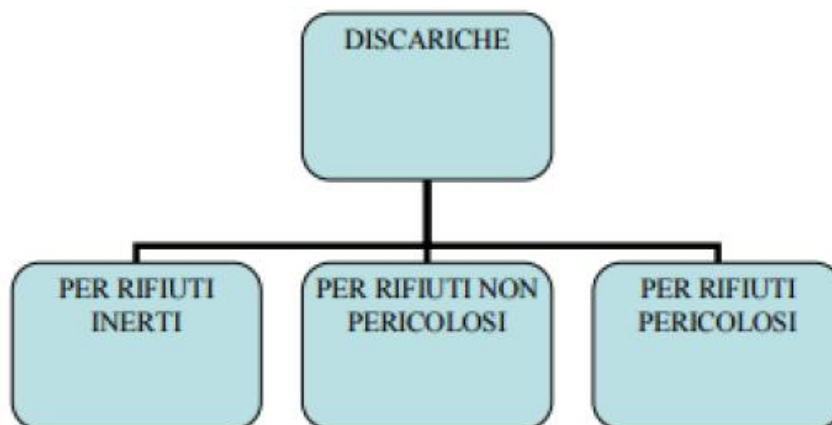 DISCARICHE
PER RIFIUTI
INERTI
PER RIFIUTI NON
PERICOLOSI
PER RIFIUTI
PERICOLOSI